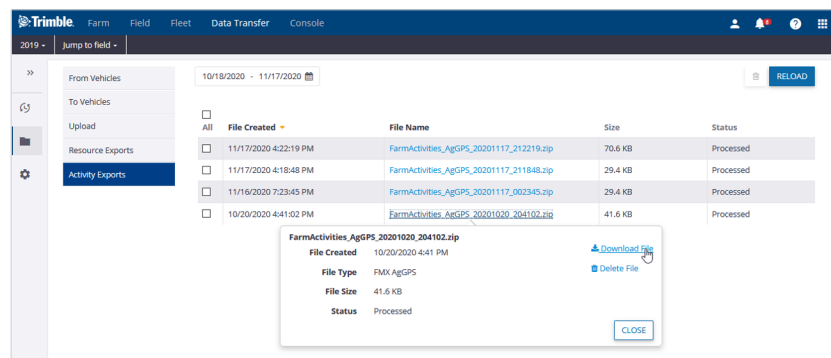 Trimble. Farm Field Fleet Data Transfer Console
2019 Jump to field
From Vehicles
To Vehicles
Upload
Resource Exports
Activity Exports
10/18/2020 - 11/17/2020
RELOAD
All File Created File Name Size Status
11/17/2020 4:22:19 PM FarmActivities_AgGPS_20201117_212219.zip 70.6 KB Processed
11/17/2020 4:18:48 PM FarmActivities_AgGPS_20201117_211848.zip 29.4 KB Processed
11/16/2020 7:23:45 PM FarmActivities_AgGPS_20201117_002345.zip 29.4 KB Processed
10/20/2020 4:41:02 PM FarmActivities_AgGPS_20201020_204102.zip 41.6 KB Processed
FarmActivities_AgGPS_20201020_204102.zip
File Created 10/20/2020 4:41 PM
Download File
File Type FMX AgGPS
Delete File
File Size 41.6 KB
Status Processed
CLOSE